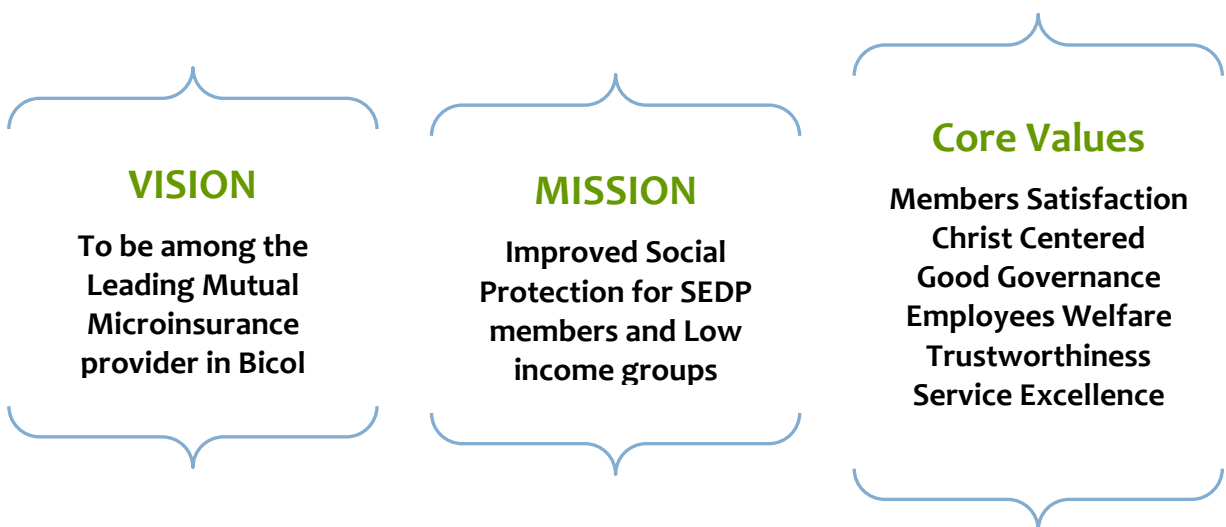 VISION
To be among the
Leading Mutual
Microinsurance
provider in Bicol
MISSION
Improved Social
Protection for SEDP
members and Low
income groups
Core Values
Members Satisfaction
Christ Centered
Good Governance
Employees Welfare
Trustworthiness
Service Excellence